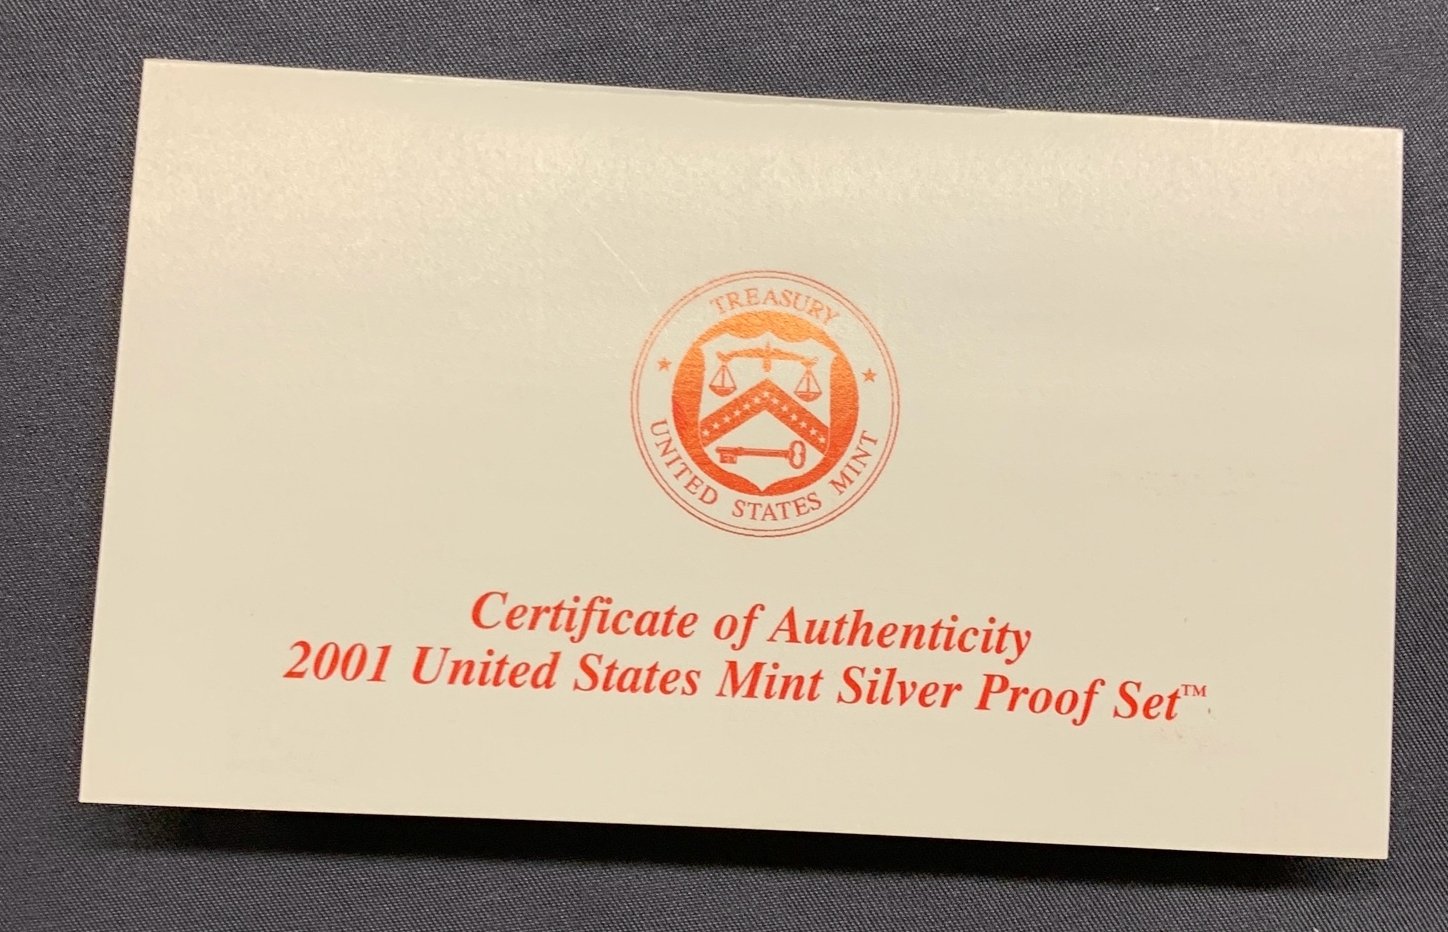 TREASURY
UNITED STATES MINT
Certificate of Authenticity
2001 United States Mint Silver Proof Set™